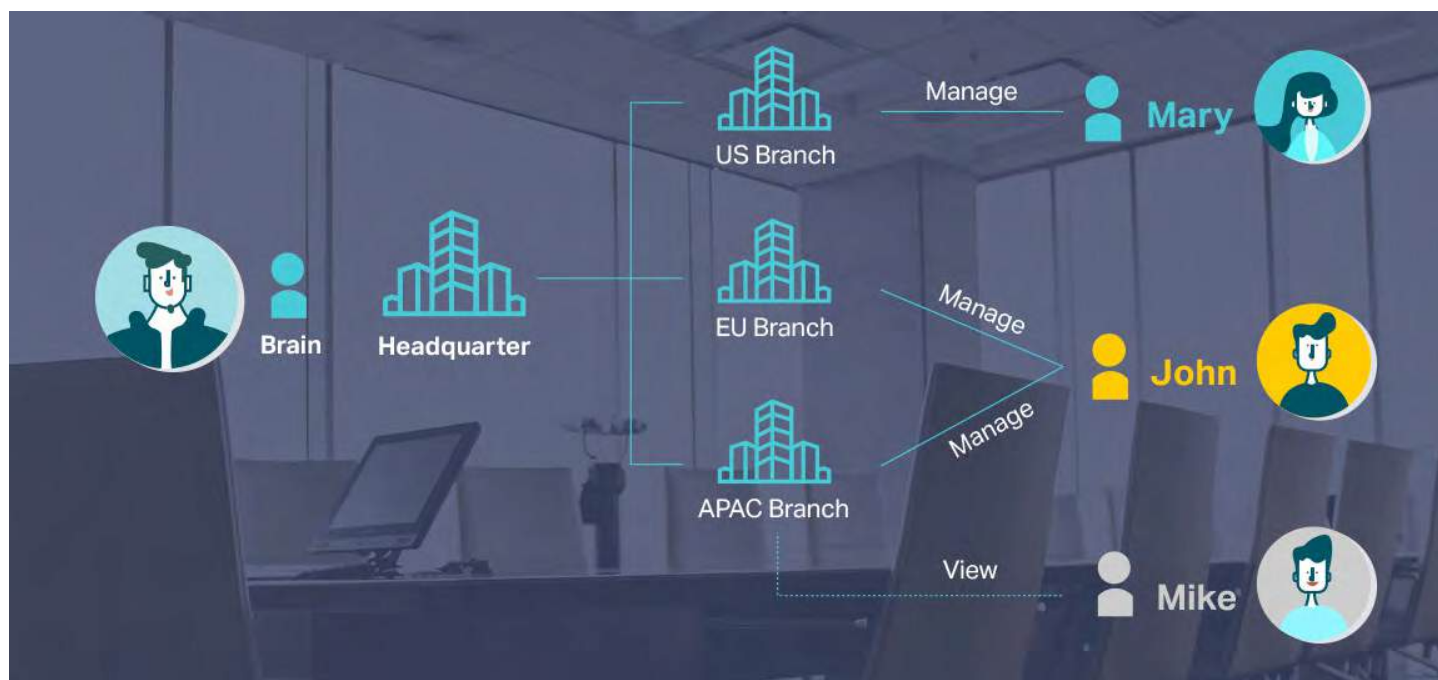 Manage
Mary
US Branch
Brain
Headquarter
EU Branch
Manage
John
Manage
APAC Branch
View
Mike